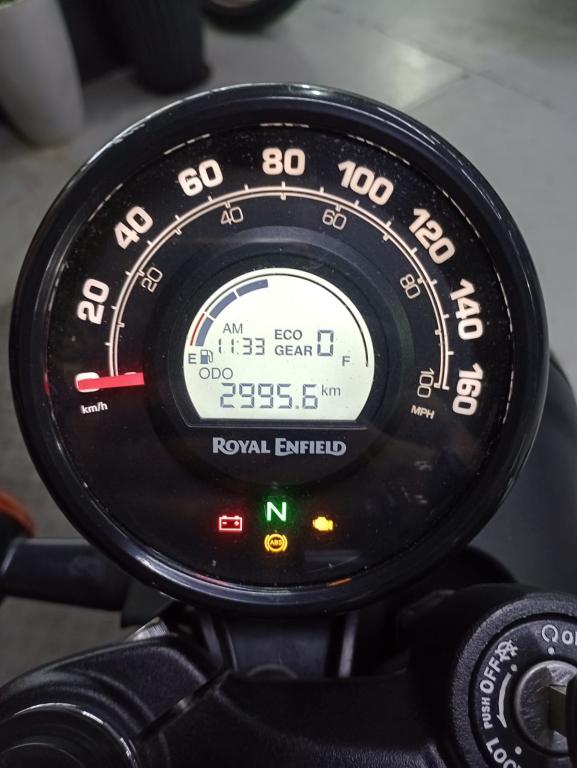 0 20 40 60 80 100 120 140 160
20 40 60 80 100
km/h
MPH
AM
11:33
ECO
GEAR 0
E F
ODO
2995.6 km
ROYAL ENFIELD
N
ABS
OFF
PUSH
LOCK